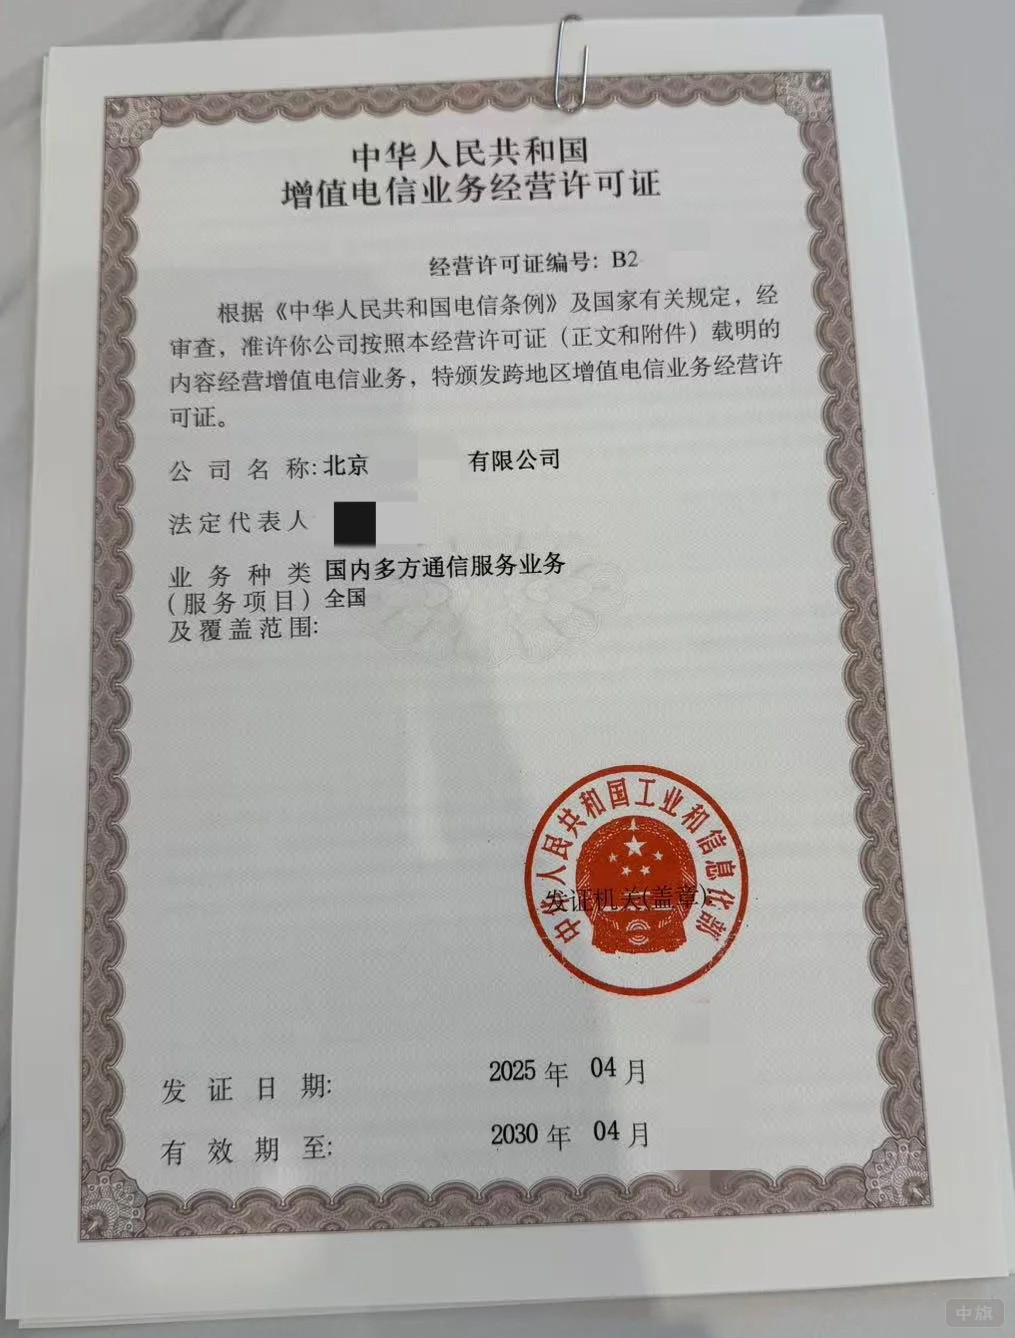 中华人民共和国
增值电信业务经营许可证
经营许可证编号: B2
根据《中华人民共和国电信条例》及国家有关规定，经
审查，准许你公司按照本经营许可证（正文和附件）载明的
内容经营增值电信业务，特颁发跨地区增值电信业务经营许
可证。
公司名称: 北京 有限公司
法定代表人
业务种类 国内多方通信服务业务
(服务项目) 全国
及覆盖范围:
中华人民共和国工业和信息化部
发证机关(盖章):
发证日期: 2025 年 04 月
有效期至: 2030 年 04 月
中旗